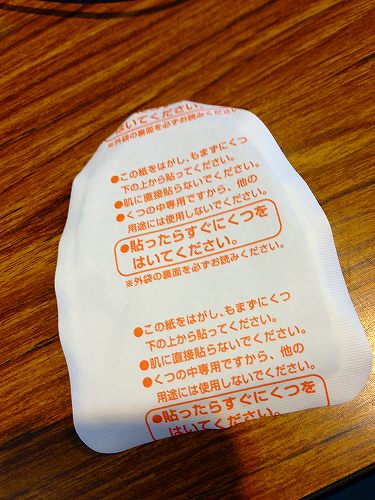 ●貼ったらすぐにくつを
はいてください。
※外袋の裏面を必ずお読みください。
●この紙をはがし、もまずにくつ
下の上から貼ってください。
●肌に直接貼らないでください。
●くつの中専用ですから、他の
用途には使用しないでください。
●貼ったらすぐにくつを
はいてください。
※外袋の裏面を必ずお読みください。
●この紙をはがし、もまずにくつ
下の上から貼ってください。
●肌に直接貼らないでください。
●くつの中専用ですから、他の
用途には使用しないでください。
●貼ったらすぐにくつを
はいてください。